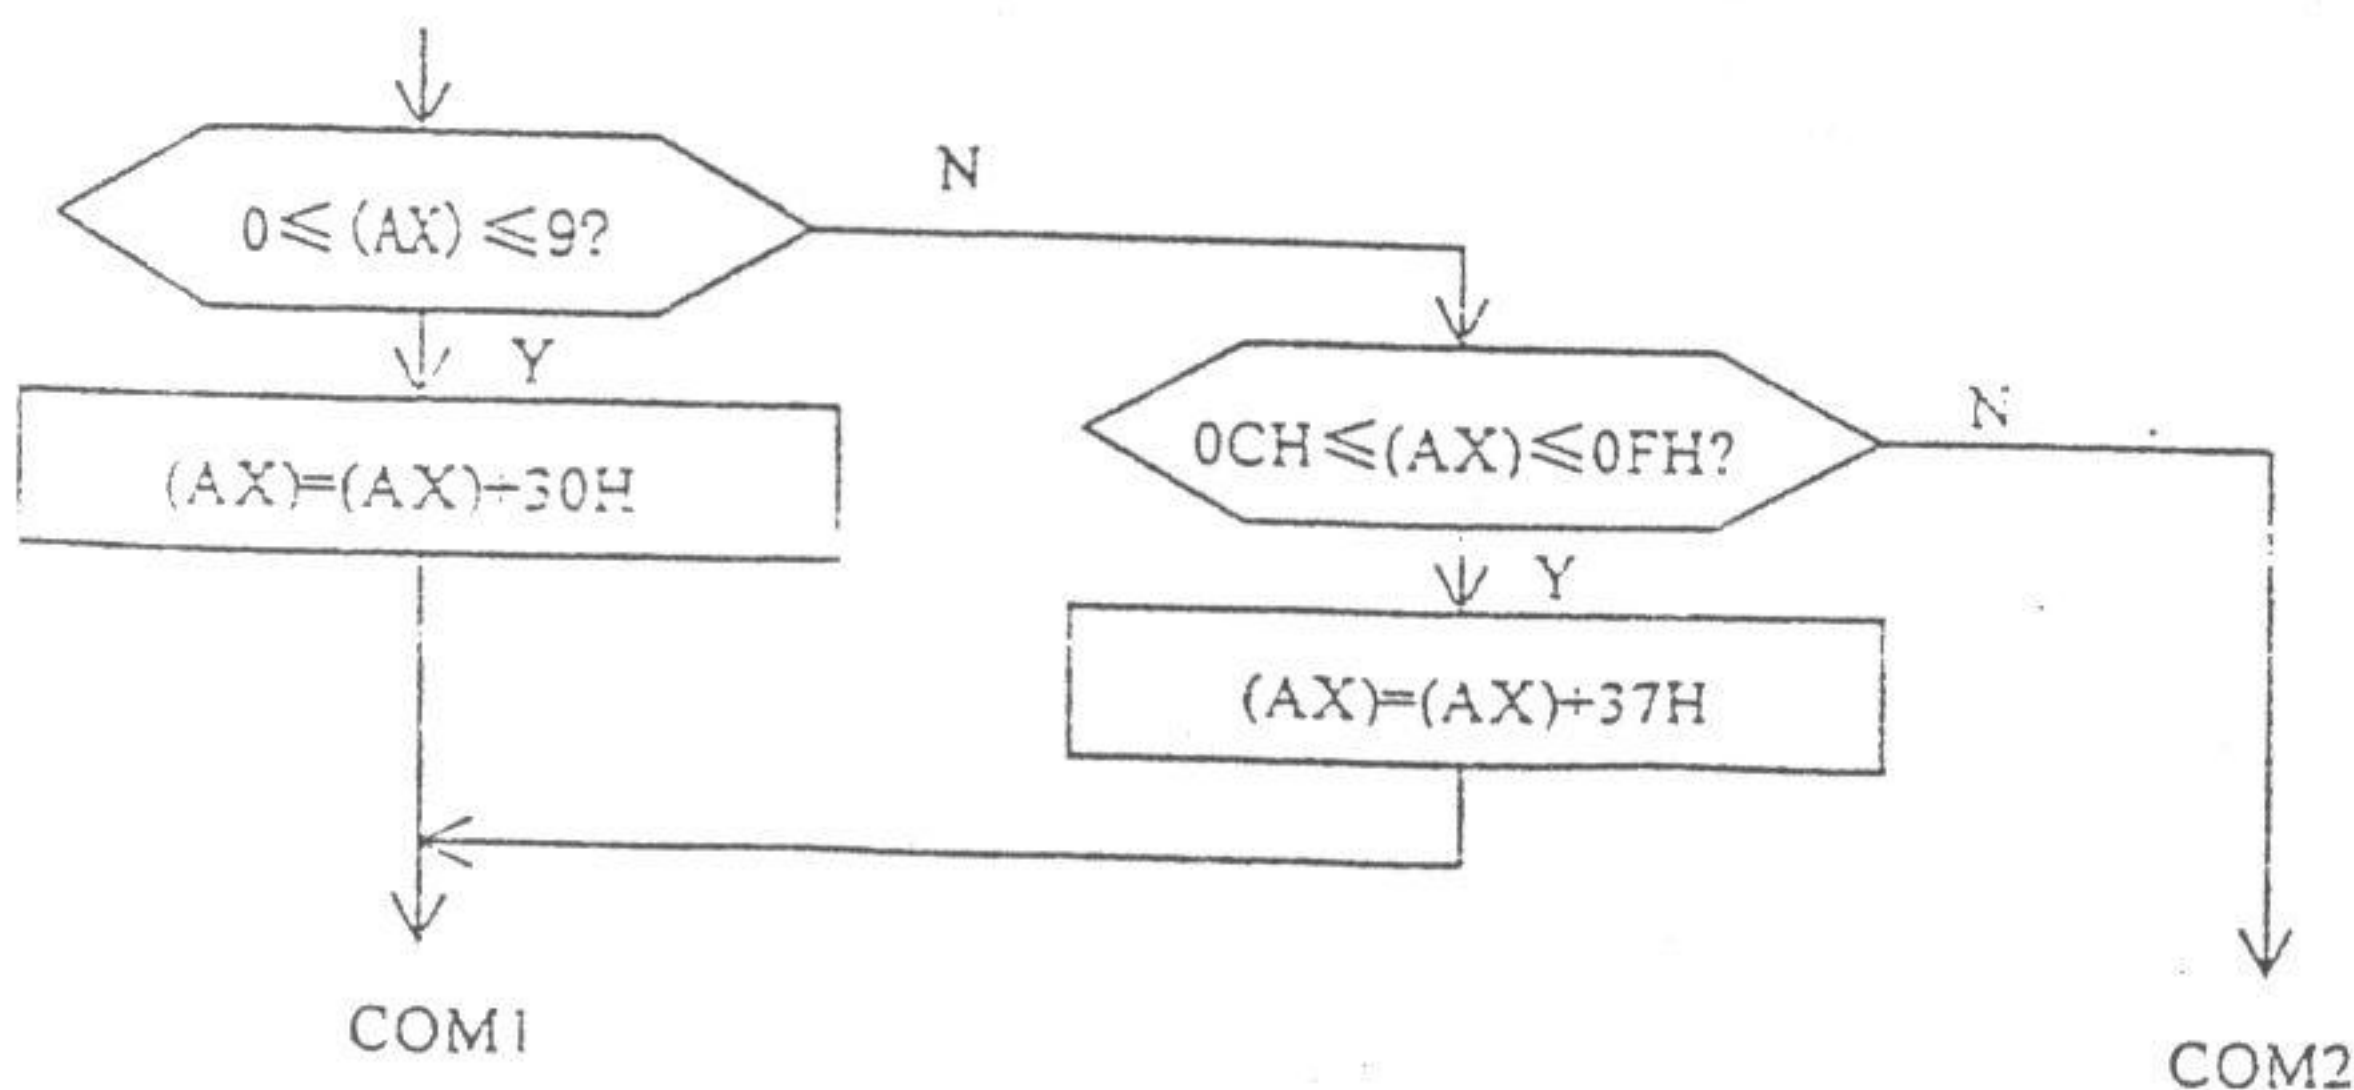 N
0≤(AX)≤9?
Y
N
0CH≤(AX)≤0FH?
(AX)=(AX)+30H
Y
(AX)=(AX)+37H
COM1
COM2